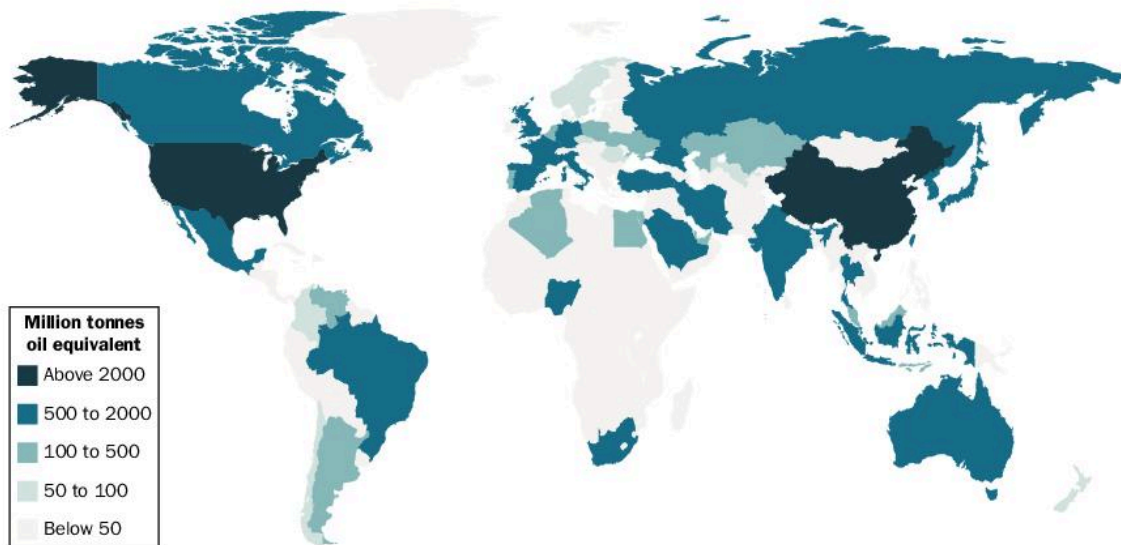 Million tonnes
oil equivalent
Above 2000
500 to 2000
100 to 500
50 to 100
Below 50